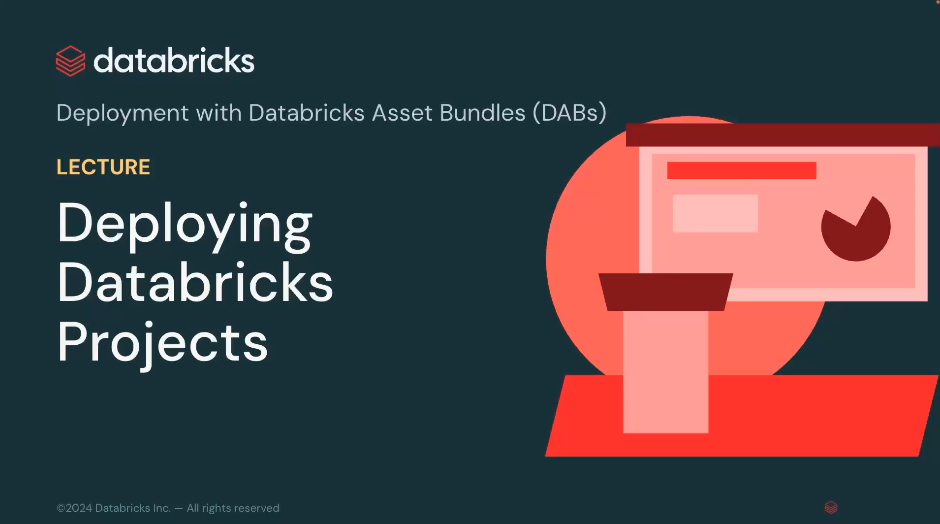 databricks
Deployment with Databricks Asset Bundles (DABs)
LECTURE
Deploying
Databricks
Projects
©2024 Databricks Inc. — All rights reserved